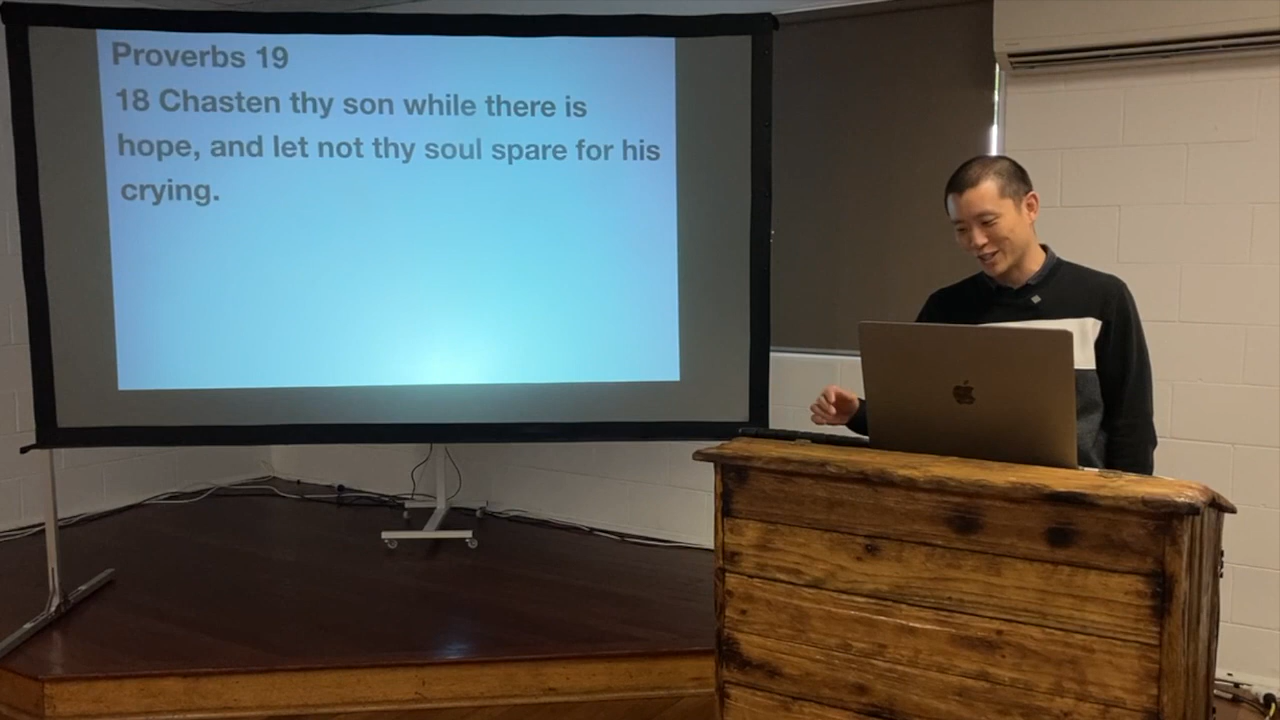 Proverbs 19
18 Chasten thy son while there is
hope, and let not thy soul spare for his
crying.